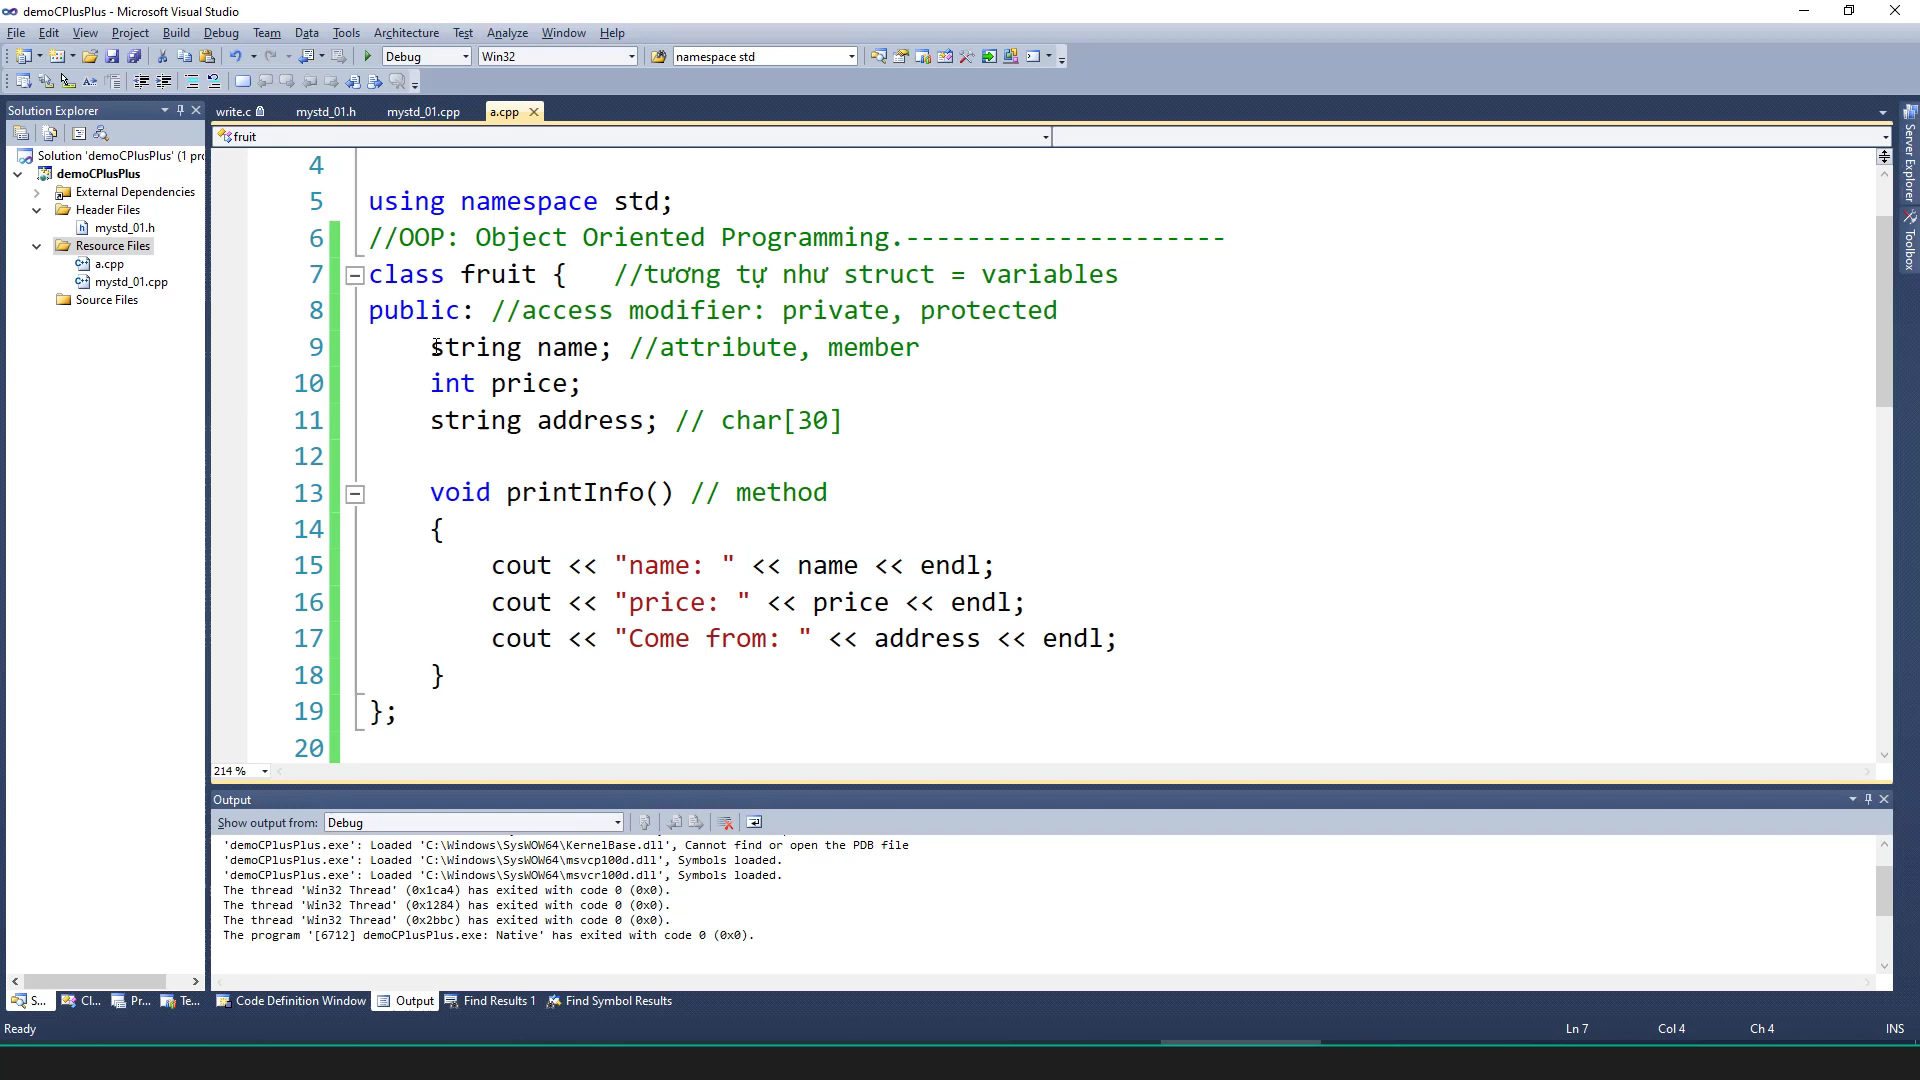 demoCPlusPlus - Microsoft Visual Studio
File Edit View Project Build Debug Team Data Tools Architecture Test Analyze Window Help
Debug Win32 namespace std
Solution Explorer
write.c mystd_01.h mystd_01.cpp a.cpp
fruit
Solution 'demoCPlusPlus' (1 pro
demoCPlusPlus
External Dependencies
Header Files
mystd_01.h
Resource Files
a.cpp
mystd_01.cpp
Source Files
4
5 using namespace std;
6 //OOP: Object Oriented Programming.---------------------
7 class fruit { //tương tự như struct = variables
8 public: //access modifier: private, protected
9 string name; //attribute, member
10 int price;
11 string address; // char[30]
12
13 void printInfo() // method
14 {
15 cout << "name: " << name << endl;
16 cout << "price: " << price << endl;
17 cout << "Come from: " << address << endl;
18 }
19 };
20
214 %
Server Explorer
Toolbox
Output
Show output from: Debug
'demoCPlusPlus.exe': Loaded 'C:\Windows\SysWOW64\KernelBase.dll', Cannot find or open the PDB file
'demoCPlusPlus.exe': Loaded 'C:\Windows\SysWOW64\msvcp100d.dll', Symbols loaded.
'demoCPlusPlus.exe': Loaded 'C:\Windows\SysWOW64\msvcr100d.dll', Symbols loaded.
The thread 'Win32 Thread' (0x1ca4) has exited with code 0 (0x0).
The thread 'Win32 Thread' (0x1284) has exited with code 0 (0x0).
The thread 'Win32 Thread' (0x2bbc) has exited with code 0 (0x0).
The program '[6712] demoCPlusPlus.exe: Native' has exited with code 0 (0x0).
S... Cl... Pr... Te... Code Definition Window Output Find Results 1 Find Symbol Results
Ready Ln 7 Col 4 Ch 4 INS